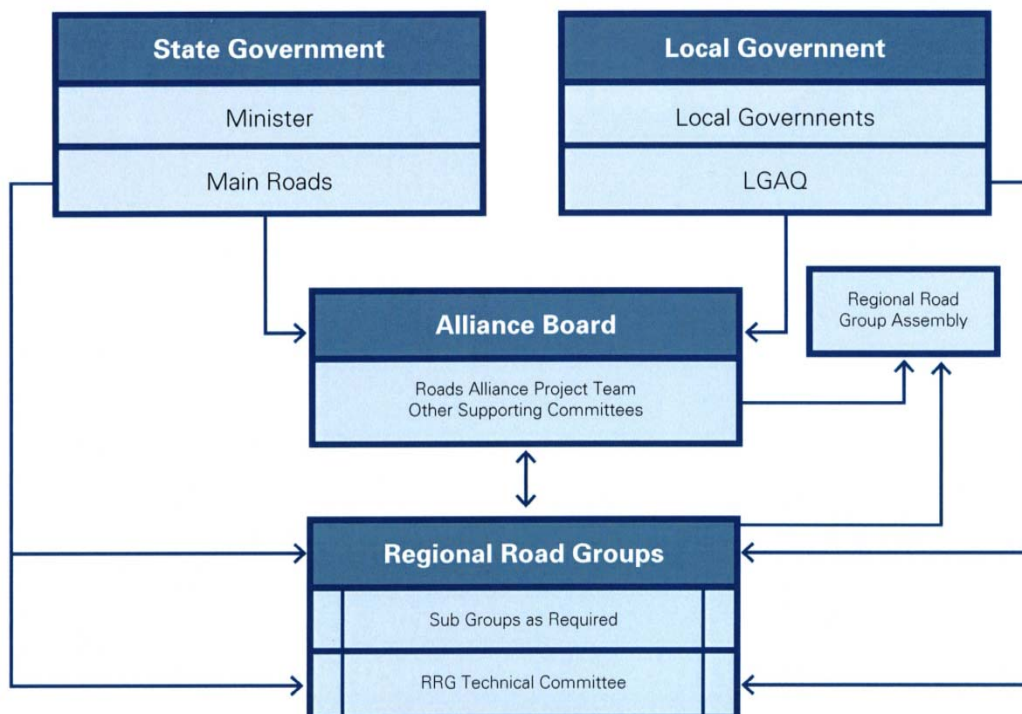 State Government
Minister
Main Roads
Local Governnent
Local Governnents
LGAQ
Regional Road
Group Assembly
Alliance Board
Roads Alliance Project Team
Other Supporting Committees
Regional Road Groups
Sub Groups as Required
RRG Technical Committee